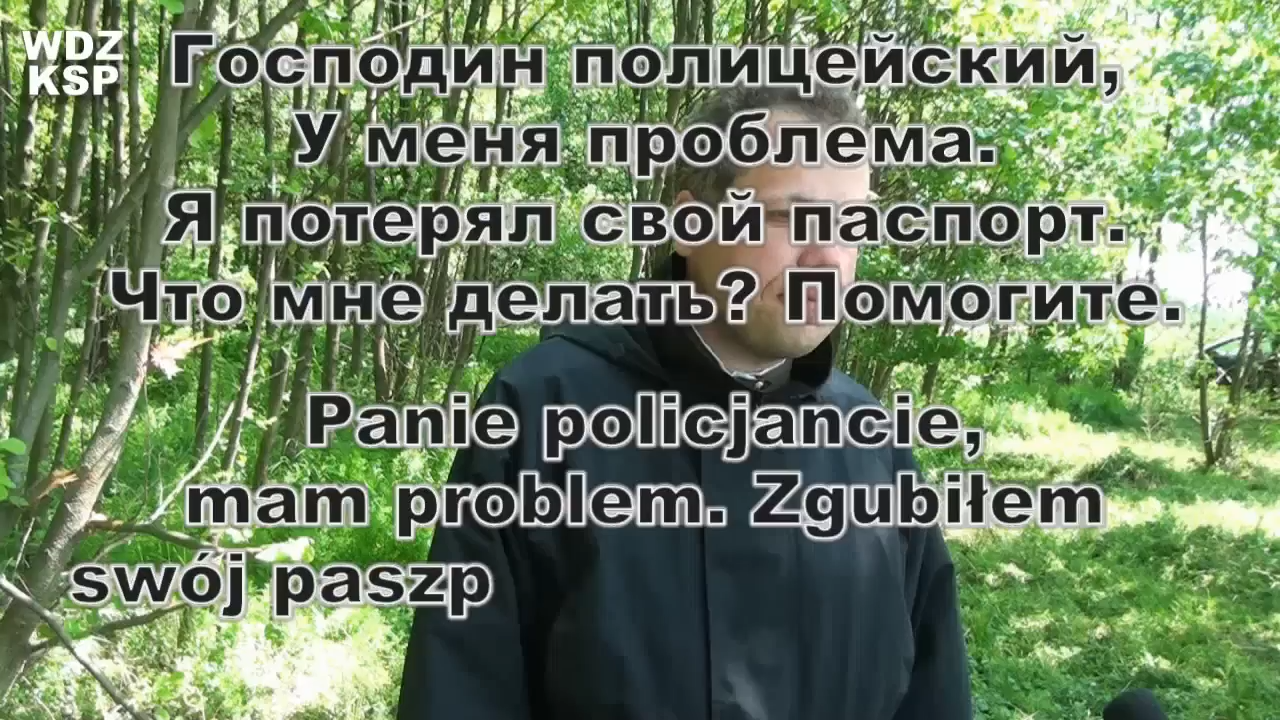 WDZ
KSP
Господин полицейский,
У меня проблема.
Я потерял свой паспорт.
Что мне делать? Помогите.
Panie policjancie,
mam problem. Zgubiłem
swój paszp